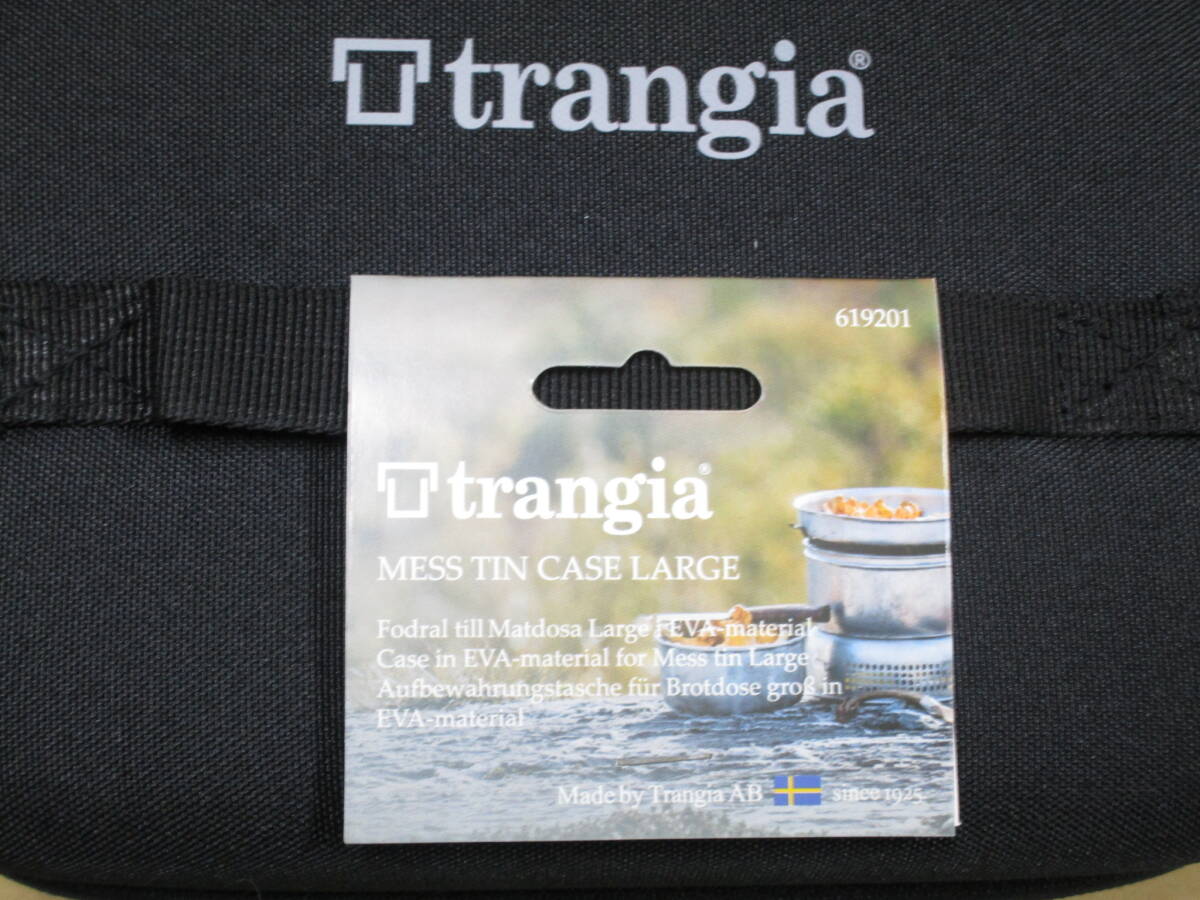 trangia®
619201
trangia®
MESS TIN CASE LARGE
Fodral till Matdosa Large i EVA-material
Case in EVA-material for Mess tin Large
Aufbewahrungstasche für Brotdose groß in
EVA-material
Made by Trangia AB since 1925